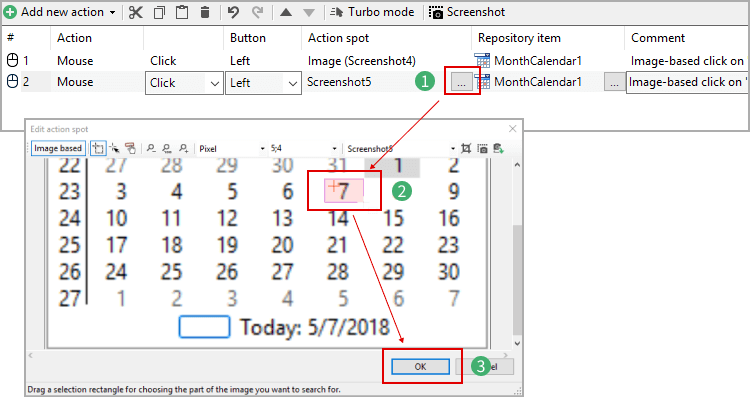 Add new action Turbo mode Screenshot
# Action Button Action spot Repository item Comment
1 Mouse Click Left Image (Screenshot4) MonthCalendar1 Image-based click on
2 Mouse Click Left Screenshot5 1 ... MonthCalendar1 ... Image-based click on '
Edit action spot
Image based Pixel 5;4 Screenshot5
22 27 28 29 30 31 1 2
23 3 4 5 6 7 2 9
24 10 11 12 13 14 15 16
25 17 18 19 20 21 22 23
26 24 25 26 27 28 29 30
27 1 2 3 4 5 6 7
Today: 5/7/2018
OK 3 el
Drag a selection rectangle for choosing the part of the image you want to search for.